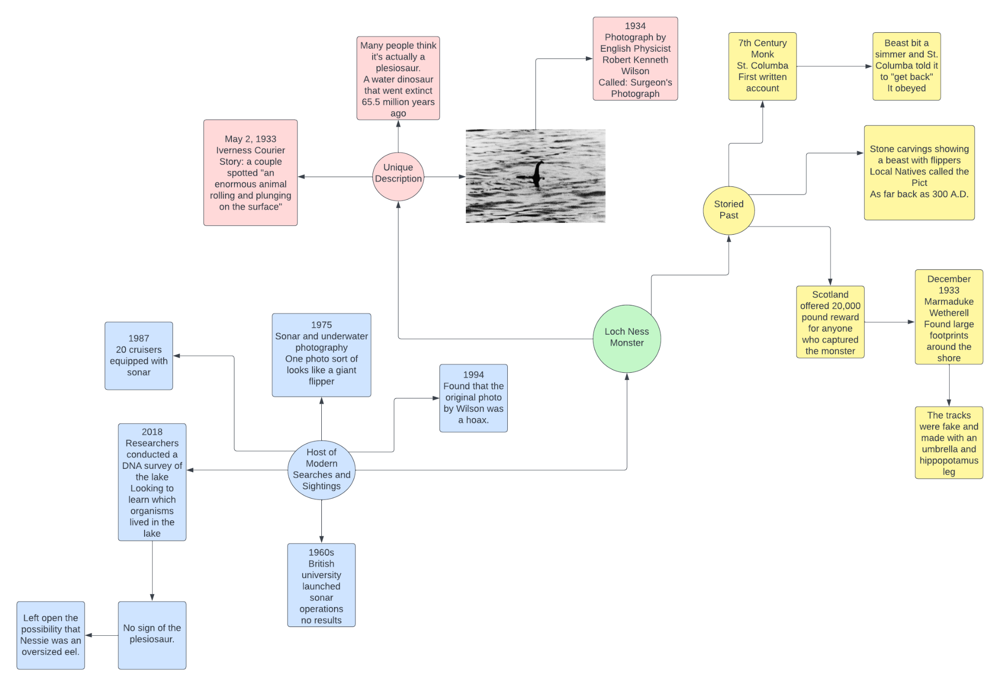 1934
Photograph by
English Physicist
Robert Kenneth
Wilson
Called: Surgeon's
Photograph
7th Century
Monk
St. Columba
First written
account
Beast bit a
simmer and St.
Columba told it
to "get back"
It obeyed
Many people think
it's actually a
plesiosaur.
A water dinosaur
that went extinct
65.5 million years
ago
May 2, 1933
Iverness Courier
Story: a couple
spotted "an
enormous animal
rolling and plunging
on the surface"
Unique
Description
Stone carvings showing
a beast with flippers
Local Natives called the
Pict
As far back as 300 A.D.
Storied
Past
December
1933
Marmaduke
Wetherell
Found large
footprints
around the
shore
Scotland
offered 20,000
pound reward
for anyone
who captured
the monster
Loch Ness
Monster
1975
Sonar and underwater
photography
One photo sort of
looks like a giant
flipper
1987
20 cruisers
equipped with
sonar
1994
Found that the
original photo
by Wilson was
a hoax.
The tracks
were fake and
made with an
umbrella and
hippopotamus
leg
2018
Researchers
conducted a
DNA survey of
the lake
Looking to
learn which
organisms
lived in the
lake
Host of
Modern
Searches and
Sightings
1960s
British
university
launched
sonar
operations
no results
Left open the
possibility that
Nessie was an
oversized eel.
No sign of the
plesiosaur.